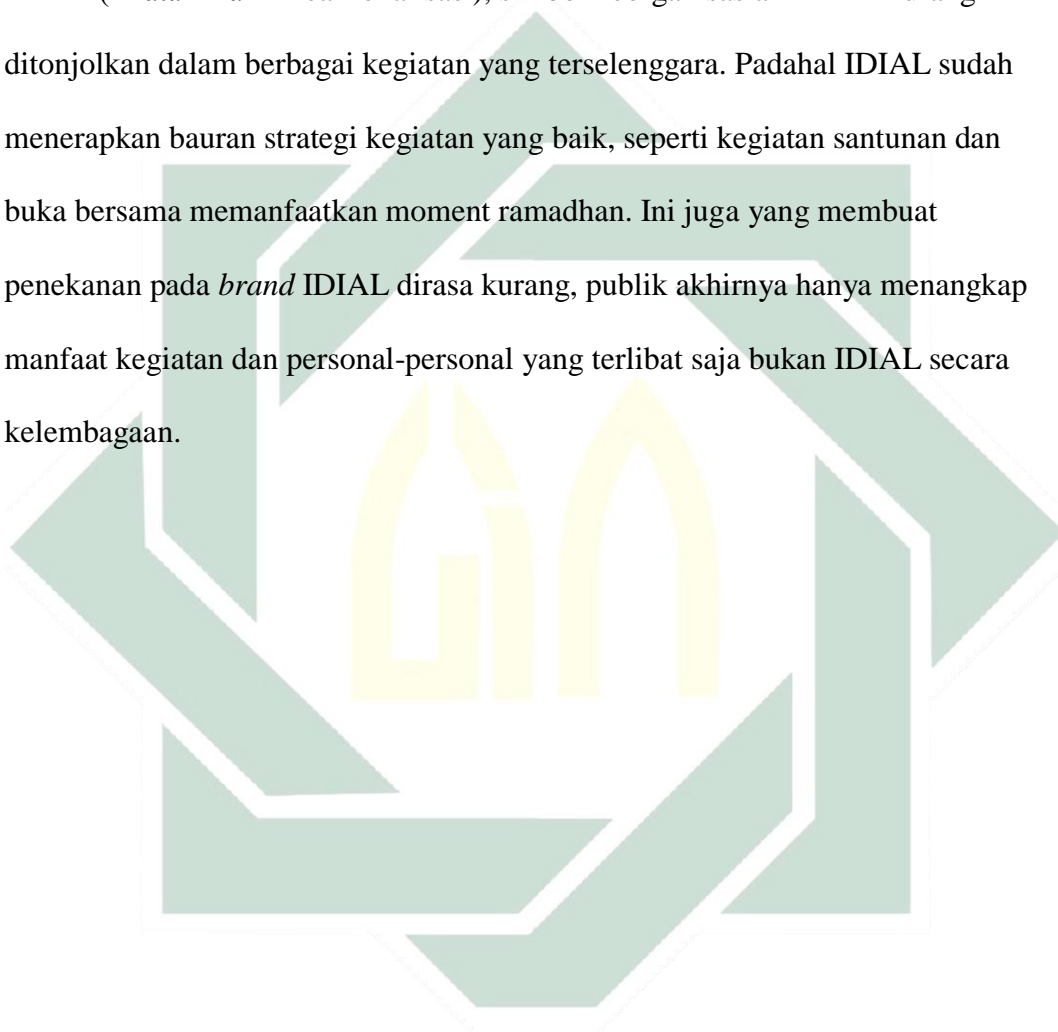 ditonjolkan dalam berbagai kegiatan yang terselenggara. Padahal IDIAL sudah
menerapkan bauran strategi kegiatan yang baik, seperti kegiatan santunan dan
buka bersama memanfaatkan moment ramadhan. Ini juga yang membuat
penekanan pada brand IDIAL dirasa kurang, publik akhirnya hanya menangkap
manfaat kegiatan dan personal-personal yang terlibat saja bukan IDIAL secara
kelembagaan.